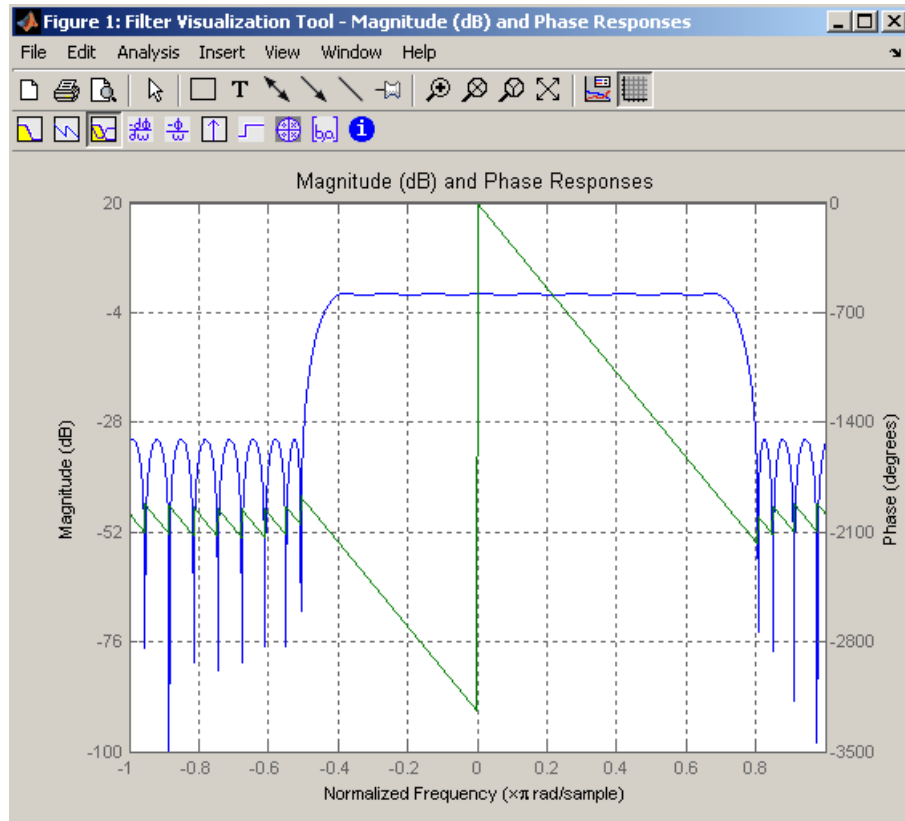 Figure 1: Filter Visualization Tool - Magnitude (dB) and Phase Responses
File Edit Analysis Insert View Window Help
T
Magnitude (dB) and Phase Responses
20
-4
-28
-52
-76
-100
Magnitude (dB)
0
-700
-1400
-2100
-2800
-3500
Phase (degrees)
-1 -0.8 -0.6 -0.4 -0.2 0 0.2 0.4 0.6 0.8
Normalized Frequency (×π rad/sample)